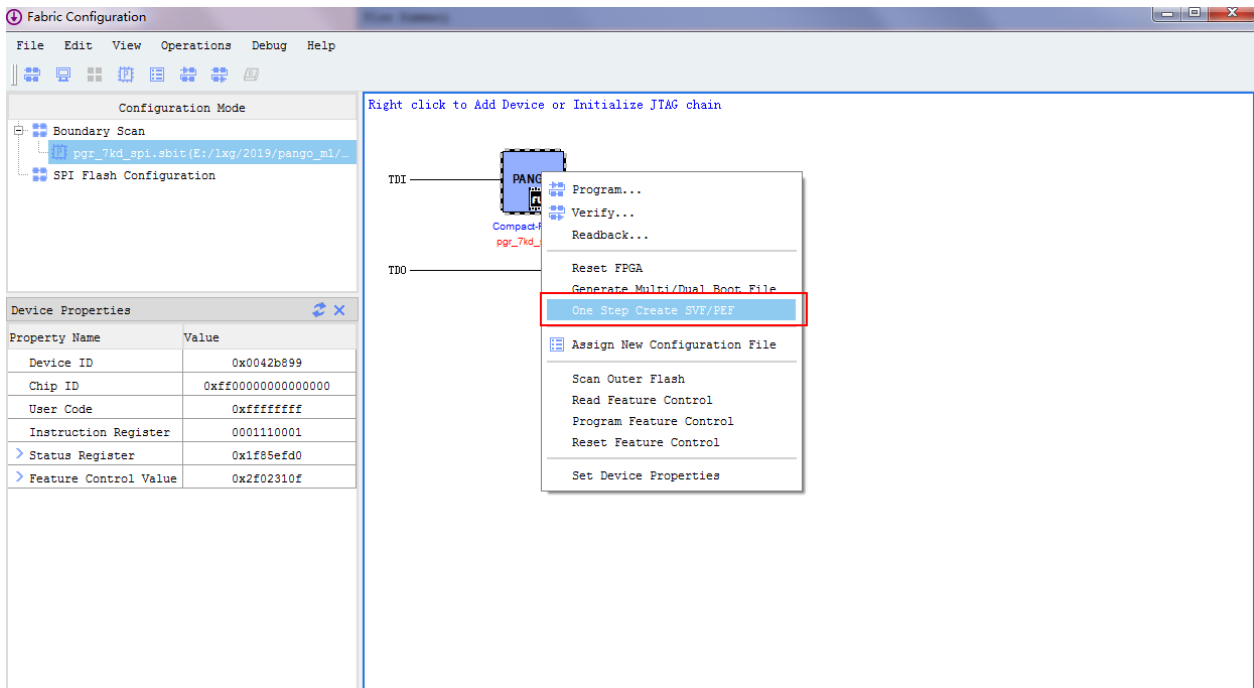 Fabric Configuration
File Edit View Operations Debug Help
Configuration Mode
Boundary Scan
pgr_7kd_spi.sbit(E:/lxg/2019/pango_ml/…
SPI Flash Configuration
Device Properties
Property Name Value
Device ID 0x0042b899
Chip ID 0xff00000000000000
User Code 0xffffffff
Instruction Register 0001110001
Status Register 0x1f85efd0
Feature Control Value 0x2f02310f
Right click to Add Device or Initialize JTAG chain
TDI
PANG
Compact-
pgr_7kd_
TDO
Program...
Verify...
Readback...
Reset FPGA
Generate Multi/Dual Boot File
One Step Create SVF/PEF
Assign New Configuration File
Scan Outer Flash
Read Feature Control
Program Feature Control
Reset Feature Control
Set Device Properties